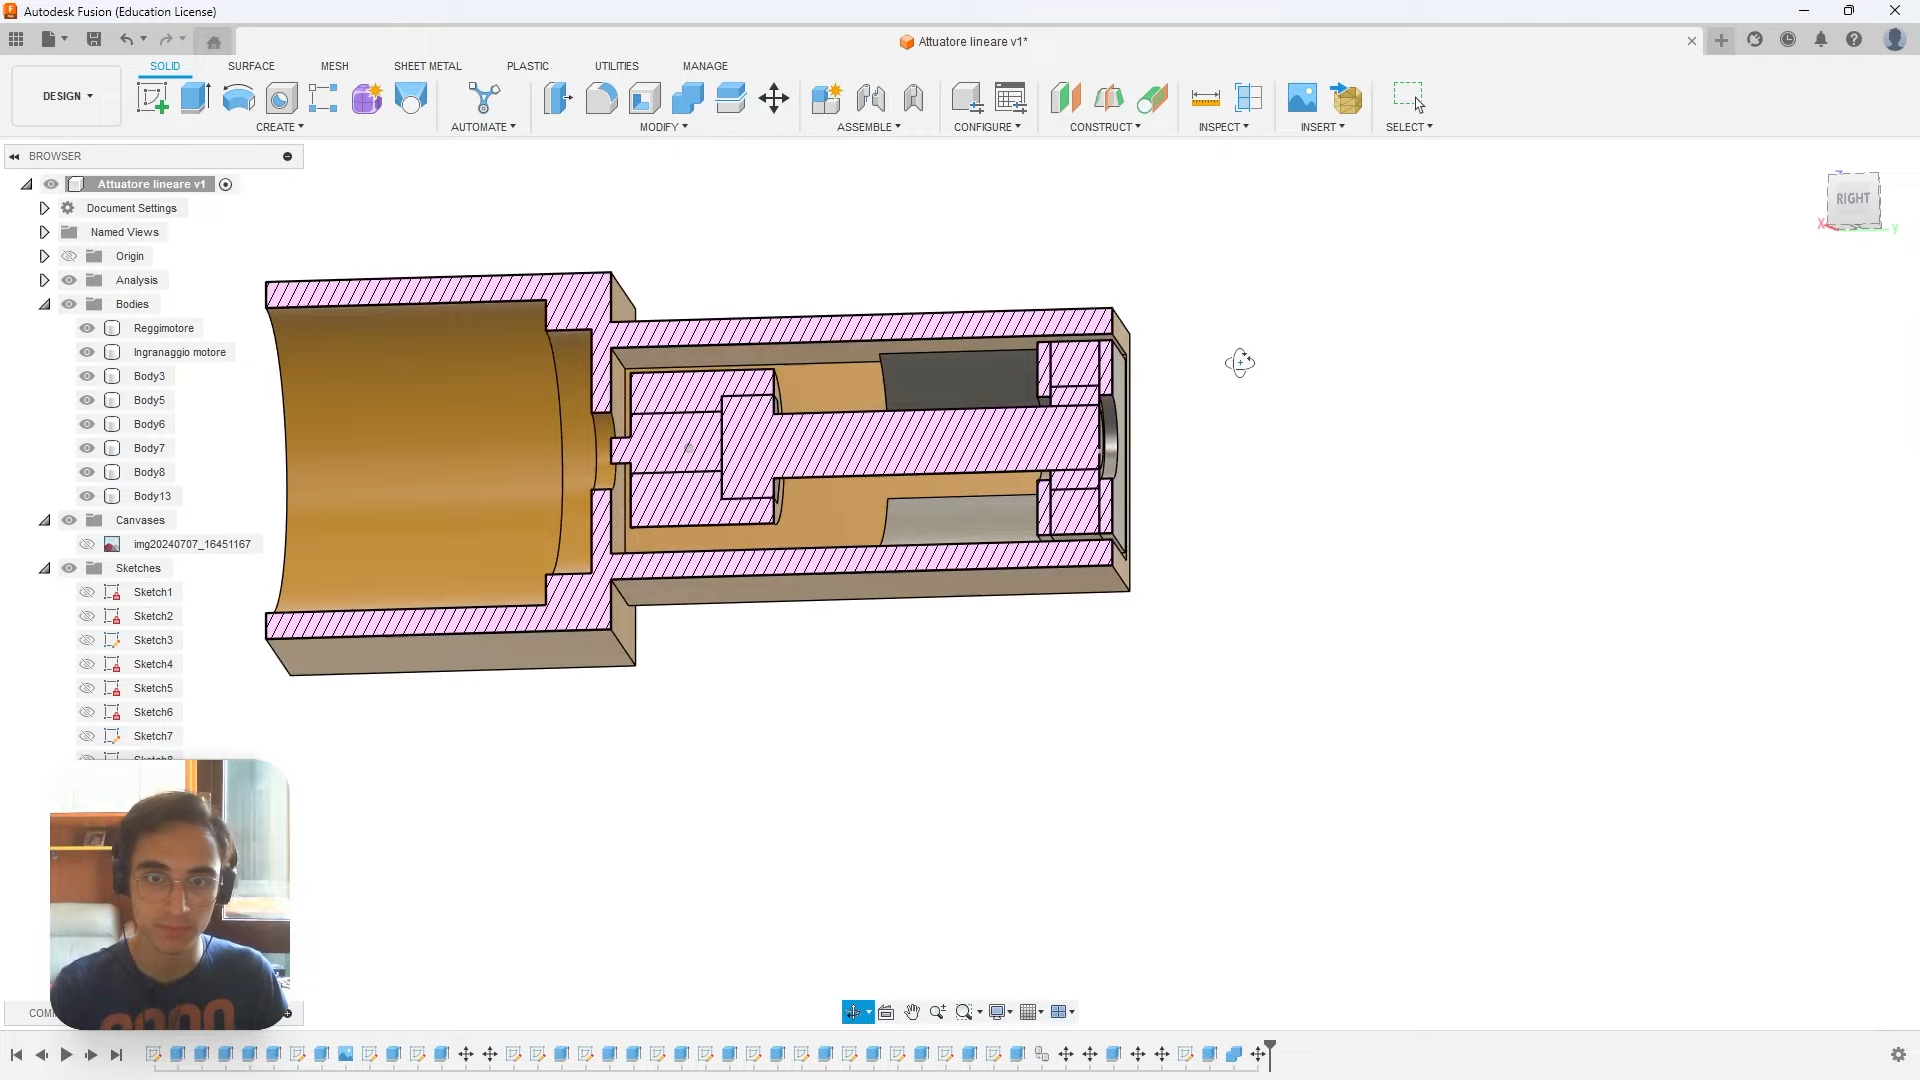 Autodesk Fusion (Education License)
Attuatore lineare v1*
SOLID
SURFACE
MESH
SHEET METAL
PLASTIC
UTILITIES
MANAGE
DESIGN
CREATE
AUTOMATE
MODIFY
ASSEMBLE
CONFIGURE
CONSTRUCT
INSPECT
INSERT
SELECT
BROWSER
Attuatore lineare v1
Document Settings
Named Views
Origin
Analysis
Bodies
Reggimotore
Ingranaggio motore
Body3
Body5
Body6
Body7
Body8
Body13
Canvases
img20240707_16451167
Sketches
Sketch1
Sketch2
Sketch3
Sketch4
Sketch5
Sketch6
Sketch7
Sketch8
RIGHT
X
Y